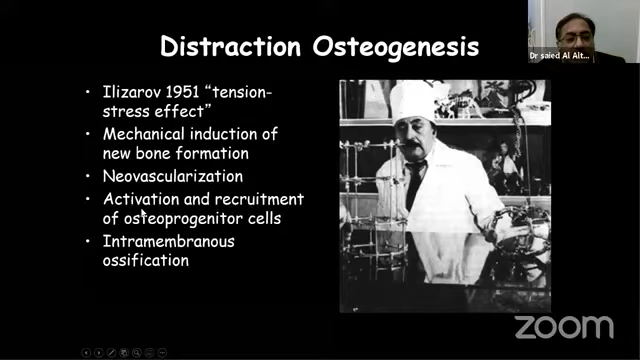 Distraction Osteogenesis
Dr saied Al Alt...
• Ilizarov 1951 “tension-
stress effect”
• Mechanical induction of
new bone formation
• Neovascularization
• Activation and recruitment
of osteoprogenitor cells
• Intramembranous
ossification
zoom